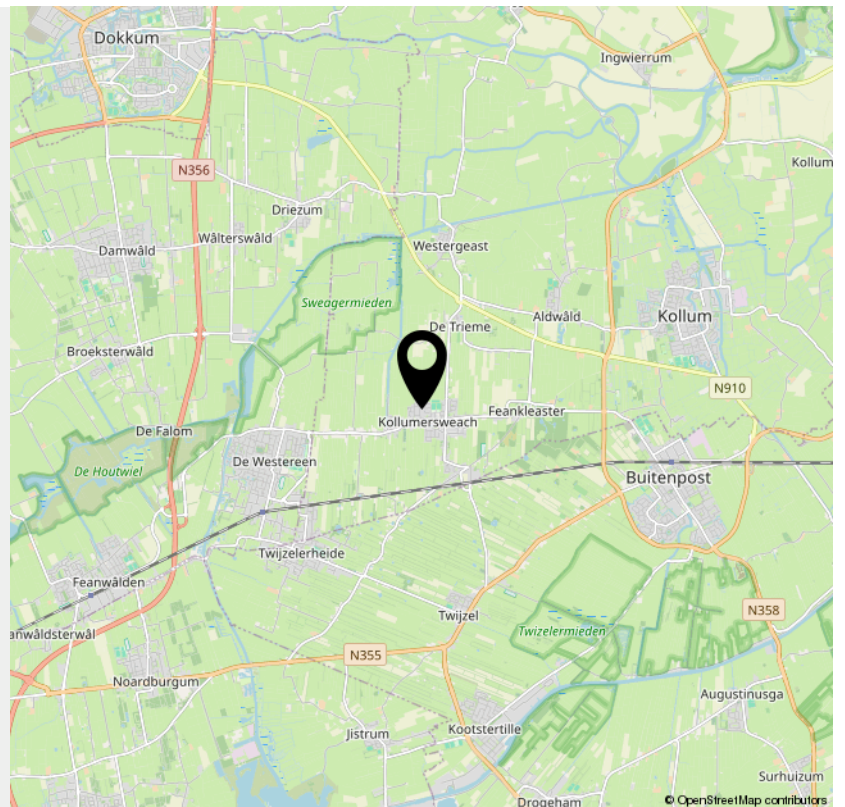 Dokkum
Ingwierrum
N356
Kollum
Driezum
Wâlterswâld
Damwâld
Westergeast
Sweagermieden
Aldwâld
Kollum
De Trieme
Broeksterwâld
N910
Feankleaster
Kollumersweach
De Falom
De Westereen
De Houtwiel
Buitenpost
Twijzelerheide
Feanwâlden
N358
Twijzel
Twizelermieden
anwâldsterwâl
N355
Noardburgum
Augustinusga
Kootstertille
Jistrum
Surhuizum
Drogeham
© OpenStreetMap contributors